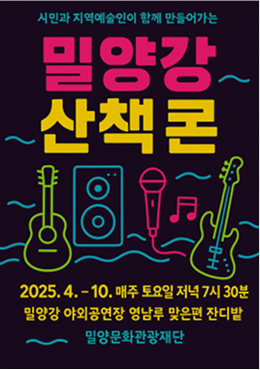 시민과 지역예술인이 함께 만들어가는
밀양강
산책 콘
2025. 4. - 10. 매주 토요일 저녁 7시 30분
밀양강 야외공연장 영남루 맞은편 잔디밭
밀양문화관광재단